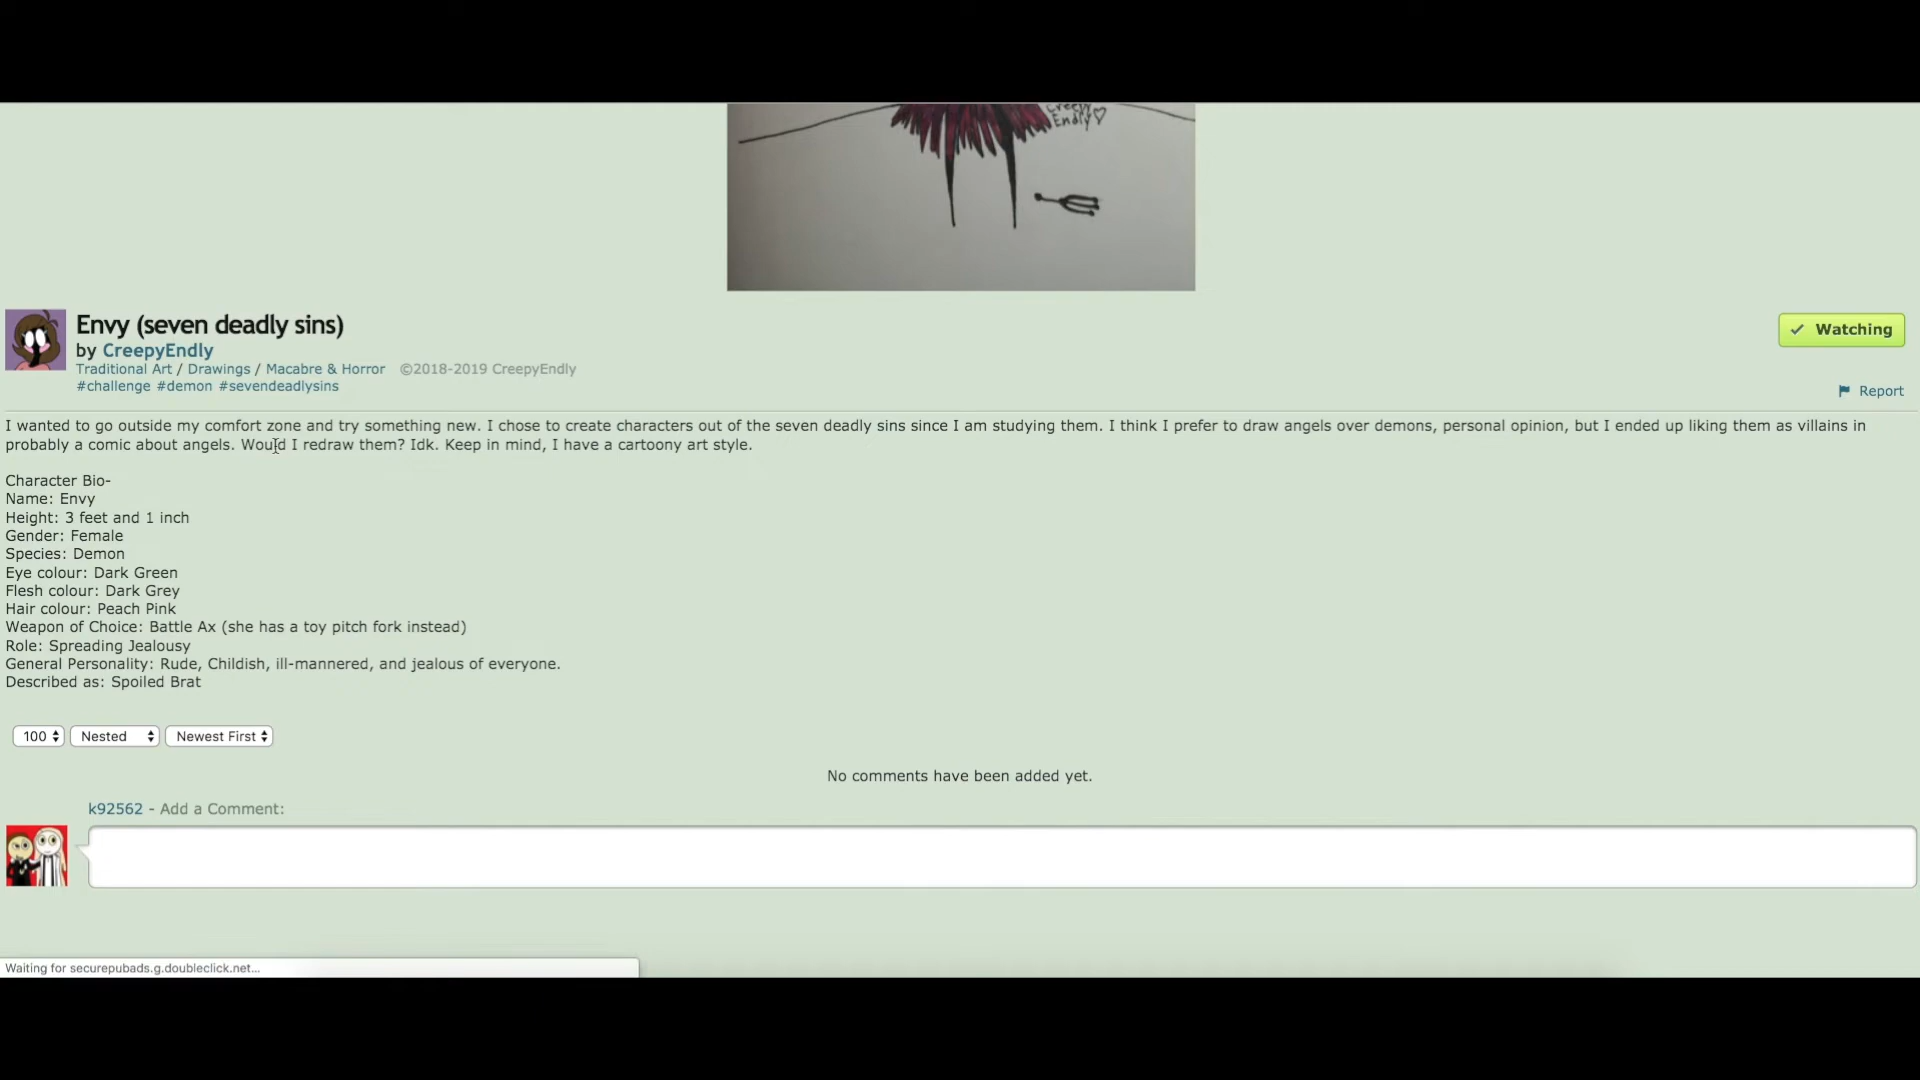 Creepy
Endly♡
Envy (seven deadly sins)
by CreepyEndly
Traditional Art / Drawings / Macabre & Horror ©2018-2019 CreepyEndly
#challenge #demon #sevendeadlysins
✓ Watching
Report
I wanted to go outside my comfort zone and try something new. I chose to create characters out of the seven deadly sins since I am studying them. I think I prefer to draw angels over demons, personal opinion, but I ended up liking them as villains in
probably a comic about angels. Would I redraw them? Idk. Keep in mind, I have a cartoony art style.
Character Bio-
Name: Envy
Height: 3 feet and 1 inch
Gender: Female
Species: Demon
Eye colour: Dark Green
Flesh colour: Dark Grey
Hair colour: Peach Pink
Weapon of Choice: Battle Ax (she has a toy pitch fork instead)
Role: Spreading Jealousy
General Personality: Rude, Childish, ill-mannered, and jealous of everyone.
Described as: Spoiled Brat
100 Nested Newest First
No comments have been added yet.
k92562 - Add a Comment:
Waiting for securepubads.g.doubleclick.net...